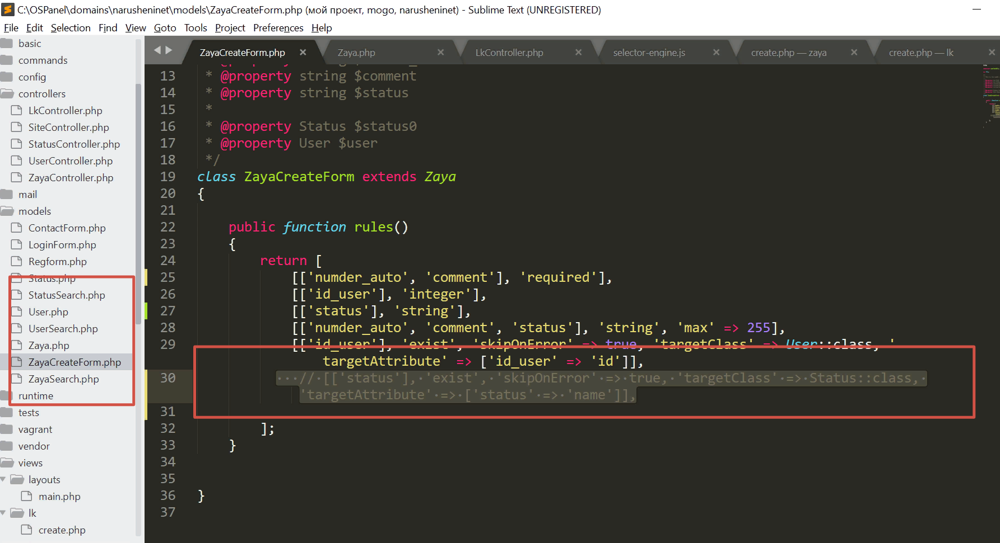 C:\OSPanel\domains\narusheninet\models\ZayaCreateForm.php (мой проект, mogo, narusheninet) - Sublime Text (UNREGISTERED)
File Edit Selection Find View Goto Tools Project Preferences Help
basic
commands
config
controllers
LkController.php
SiteController.php
StatusController.php
UserController.php
ZayaController.php
mail
models
ContactForm.php
LoginForm.php
Regform.php
Status.php
StatusSearch.php
User.php
UserSearch.php
Zaya.php
ZayaCreateForm.php
ZayaSearch.php
runtime
tests
vagrant
vendor
views
layouts
main.php
lk
create.php
ZayaCreateForm.php × Zaya.php × LkController.php × selector-engine.js × create.php — zaya × create.php — lk ×
13 * @property string $comment
14 * @property string $status
15 *
16 * @property Status $status0
17 * @property User $user
18 */
19 class ZayaCreateForm extends Zaya
20 {
21
22 public function rules()
23 {
24 return [
25 [['numder_auto', 'comment'], 'required'],
26 [['id_user'], 'integer'],
27 [['status'], 'string'],
28 [['numder_auto', 'comment', 'status'], 'string', 'max' => 255],
29 [['id_user'], 'exist', 'skipOnError' => true, 'targetClass' => User::class, '
targetAttribute' => ['id_user' => 'id']],
30 // [['status'], 'exist', 'skipOnError' => true, 'targetClass' => Status::class,
'targetAttribute' => ['status' => 'name']],
31
32 ];
33 }
34
35
36 }
37